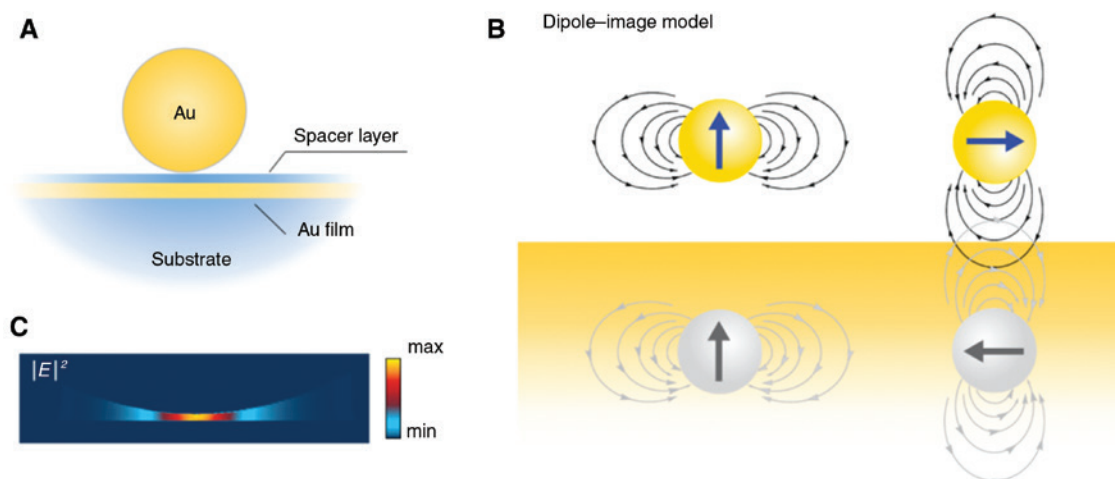 A
Au
Spacer layer
Au film
Substrate
B
Dipole–image model
C
|E|²
max
min